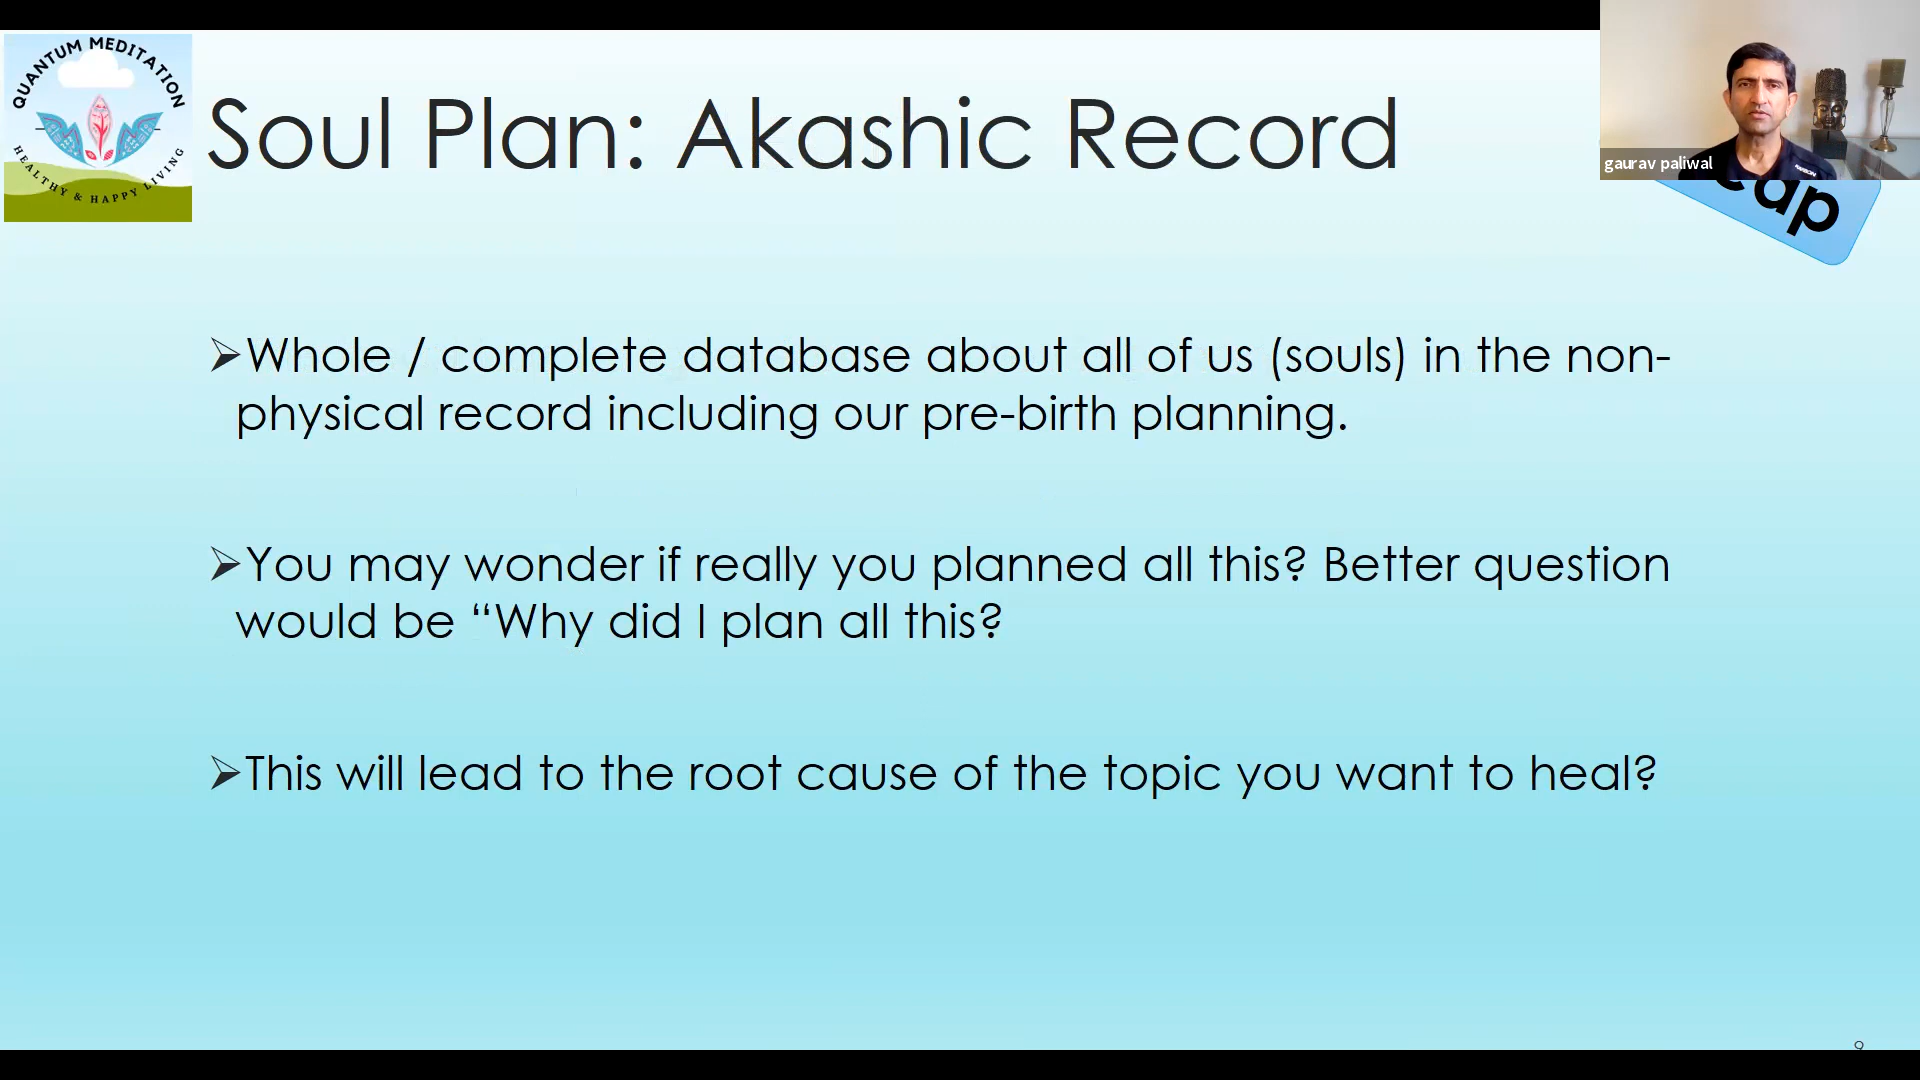 QUANTUM MEDITATION
HEALTHY & HAPPY LIVING
Soul Plan: Akashic Record
gaurav paliwal
➢Whole / complete database about all of us (souls) in the non-
physical record including our pre-birth planning.
➢You may wonder if really you planned all this? Better question
would be “Why did I plan all this?
➢This will lead to the root cause of the topic you want to heal?
9